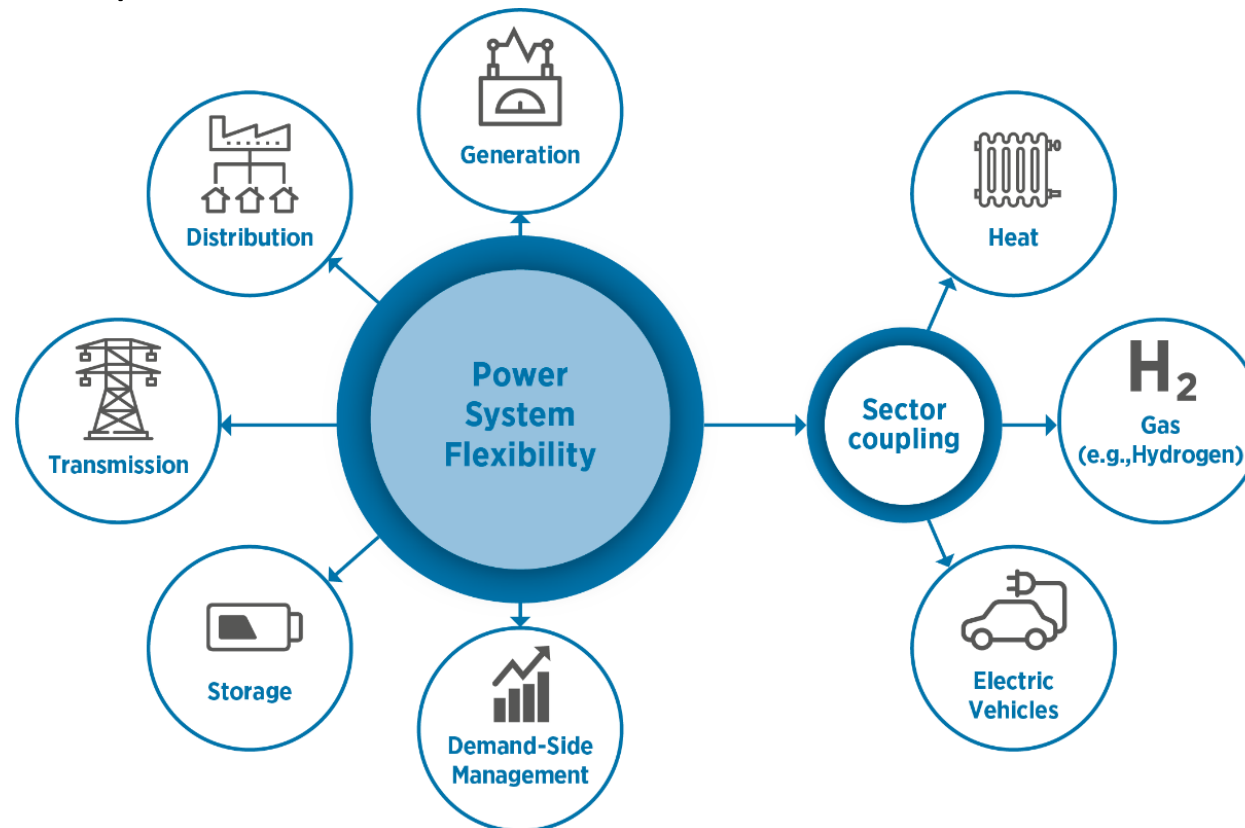 Generation
Distribution
Heat
Power
System
Flexibility
Sector
coupling
H₂
Gas
(e.g.,Hydrogen)
Transmission
Storage
Electric
Vehicles
Demand-Side
Management